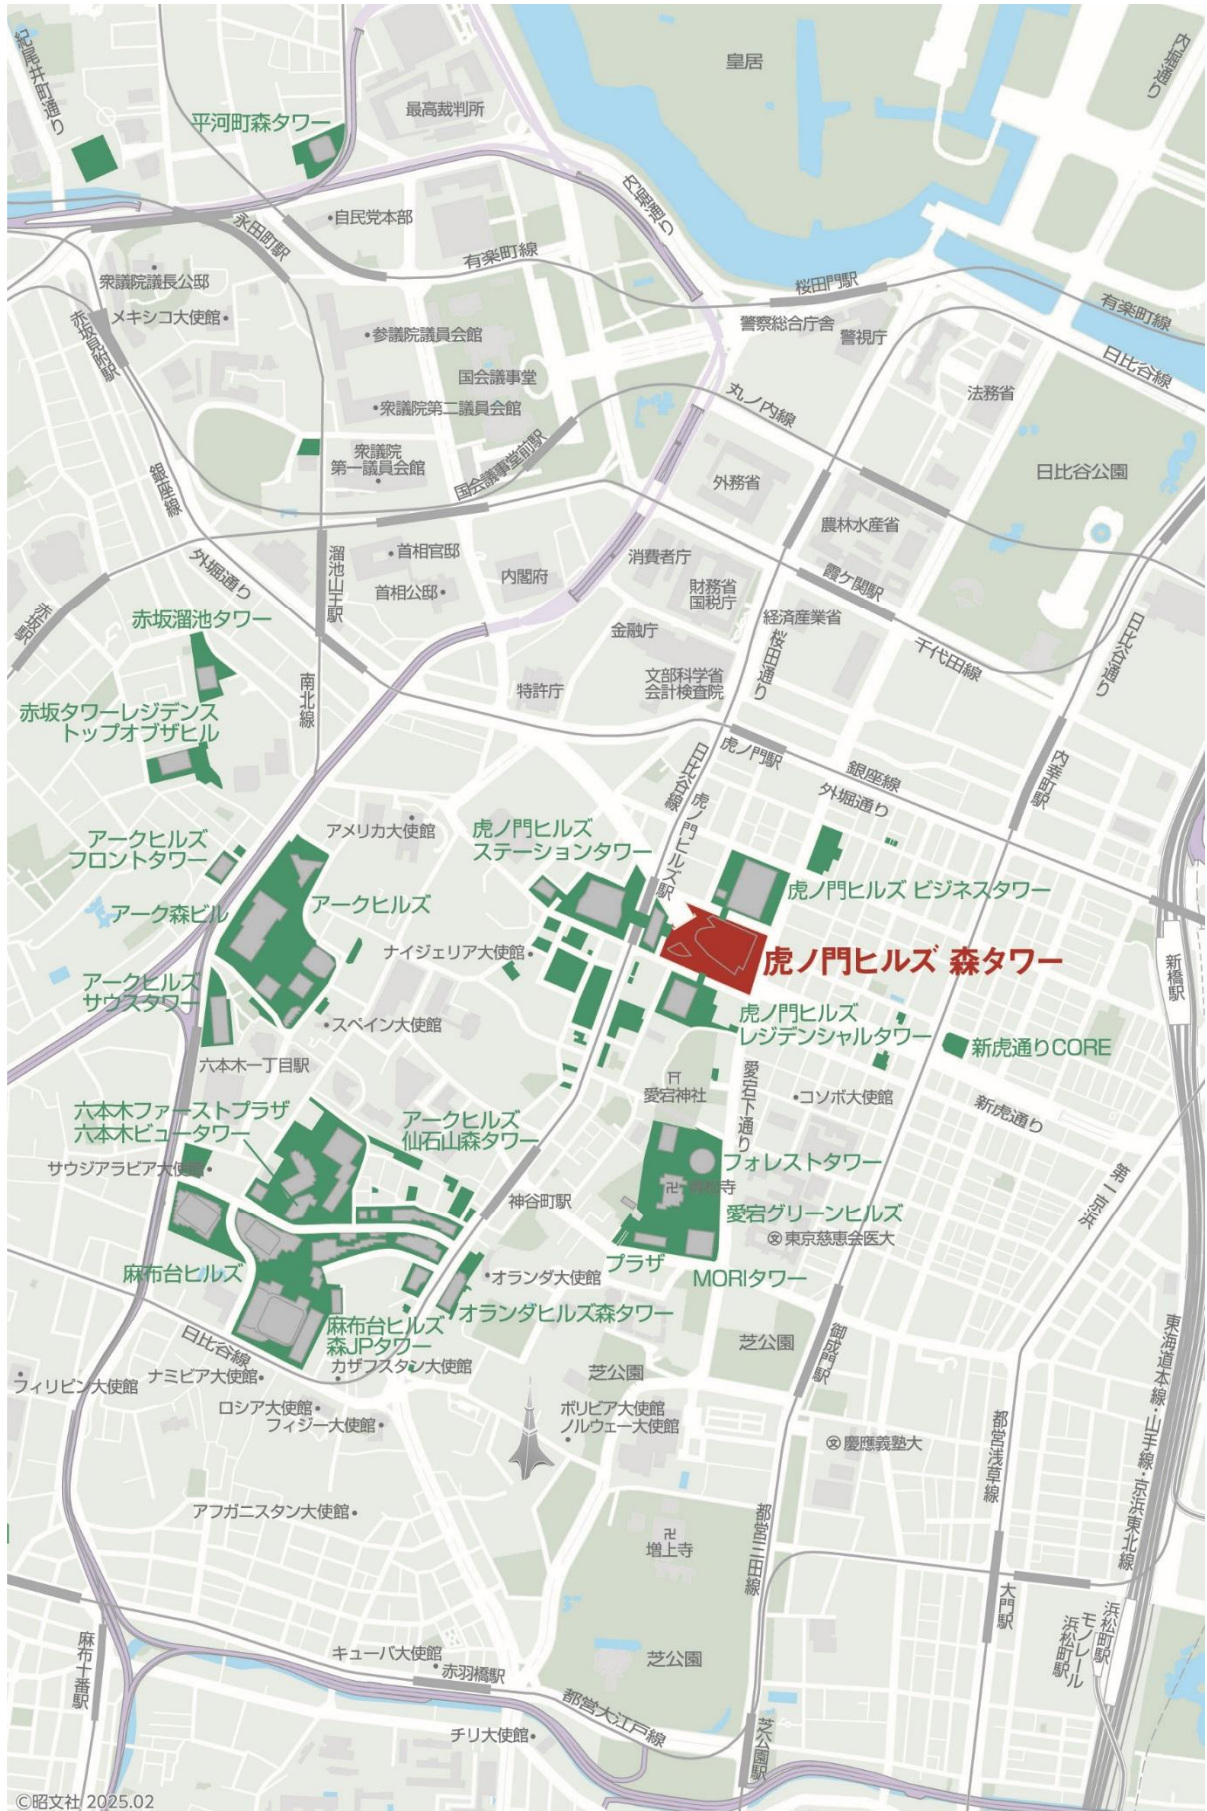 紀尾井町通り
皇居
内堀通り
最高裁判所
平河町森タワー
内堀通り
自民党本部
永田町駅
有楽町線
衆議院議長公邸
桜田門駅
有楽町線
メキシコ大使館
赤坂見附駅
参議院議員会館
警察総合庁舎
警視庁
日比谷線
国会議事堂
丸ノ内線
法務省
衆議院第二議員会館
衆議院
第一議員会館
国会議事堂前駅
銀座線
外務省
日比谷公園
農林水産省
外堀通り
溜池山王駅
首相官邸
首相公邸
内閣府
消費者庁
財務省
国税庁
霞ケ関駅
赤坂駅
赤坂溜池タワー
金融庁
経済産業省
桜田通り
千代田線
日比谷通り
文部科学省
会計検査院
特許庁
南北線
赤坂タワーレジデンス
トップオブザヒル
虎ノ門駅
日比谷線
銀座線
外堀通り
内幸町駅
虎ノ門ヒルズ駅
アメリカ大使館
虎ノ門ヒルズ
ステーションタワー
アークヒルズ
フロントタワー
虎ノ門ヒルズ ビジネスタワー
アークヒルズ
アーク森ビル
ナイジェリア大使館
虎ノ門ヒルズ 森タワー
新橋駅
アークヒルズ
サウスタワー
スペイン大使館
虎ノ門ヒルズ
レジデンシャルタワー
新虎通りCORE
六本木一丁目駅
愛宕神社
愛宕下通り
コソボ大使館
新虎通り
六本木ファーストプラザ
六本木ビュータワー
アークヒルズ
仙石山森タワー
サウジアラビア大使館
フォレストタワー
第一京浜
神谷町駅
愛宕グリーンヒルズ
東京慈恵会医大
麻布台ヒルズ
プラザ
MORIタワー
オランダ大使館
オランダヒルズ森タワー
麻布台ヒルズ
森JPタワー
日比谷線
芝公園
御成門駅
東海道本線・山手線・京浜東北線
カザフスタン大使館
ナミビア大使館
フィリピン大使館
芝公園
ロシア大使館
フィジー大使館
ボリビア大使館
ノルウェー大使館
都営浅草線
慶應義塾大
アフガニスタン大使館
増上寺
都営三田線
大門駅
浜松町駅
モノレール
浜松町駅
麻布十番駅
キューバ大使館
赤羽橋駅
芝公園
都営大江戸線
チリ大使館
芝公園駅
©昭文社 2025.02